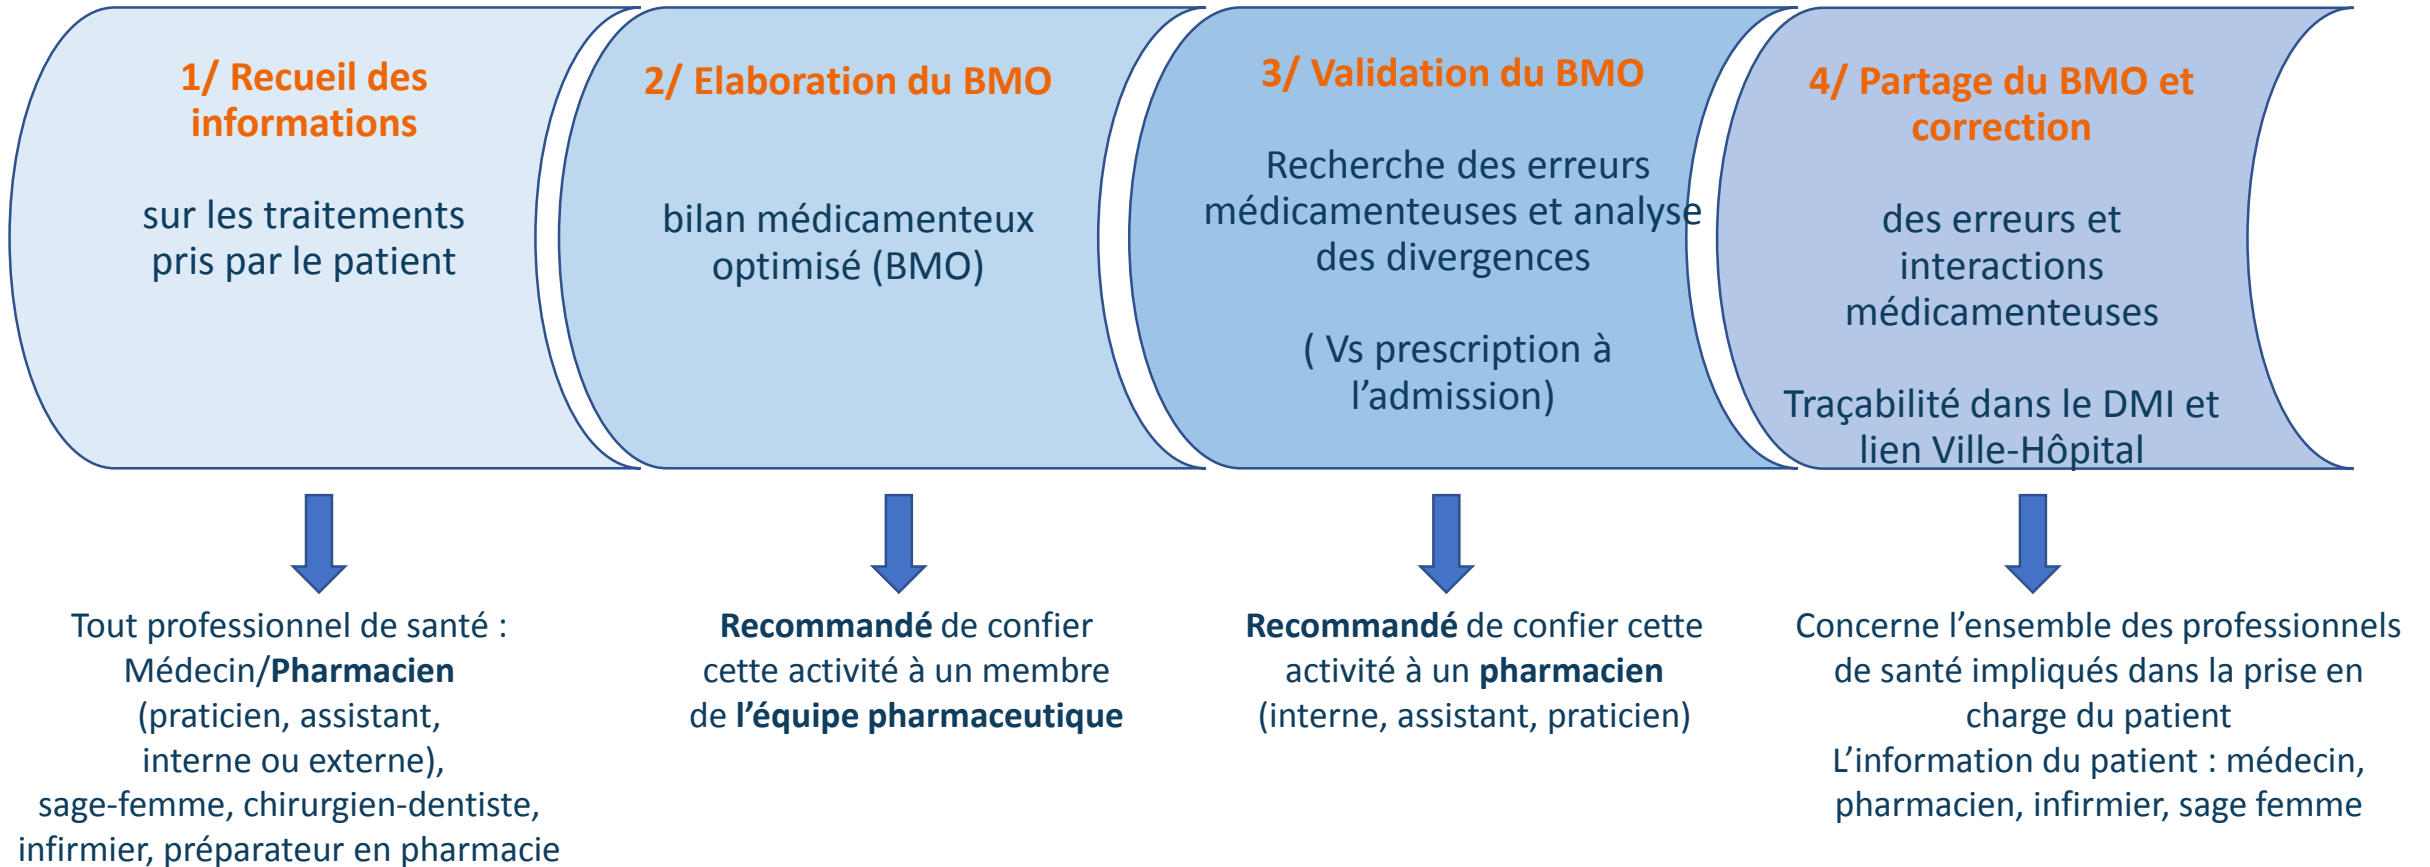 1/ Recueil des
informations
sur les traitements
pris par le patient
2/ Elaboration du BMO
bilan médicamenteux
optimisé (BMO)
3/ Validation du BMO
Recherche des erreurs
médicamenteuses et analyse
des divergences
( Vs prescription à
l’admission)
4/ Partage du BMO et
correction
des erreurs et
interactions
médicamenteuses
Traçabilité dans le DMI et
lien Ville-Hôpital
Tout professionnel de santé :
Médecin/Pharmacien
(praticien, assistant,
interne ou externe),
sage-femme, chirurgien-dentiste,
infirmier, préparateur en pharmacie
Recommandé de confier
cette activité à un membre
de l’équipe pharmaceutique
Recommandé de confier cette
activité à un pharmacien
(interne, assistant, praticien)
Concerne l’ensemble des professionnels
de santé impliqués dans la prise en
charge du patient
L’information du patient : médecin,
pharmacien, infirmier, sage femme